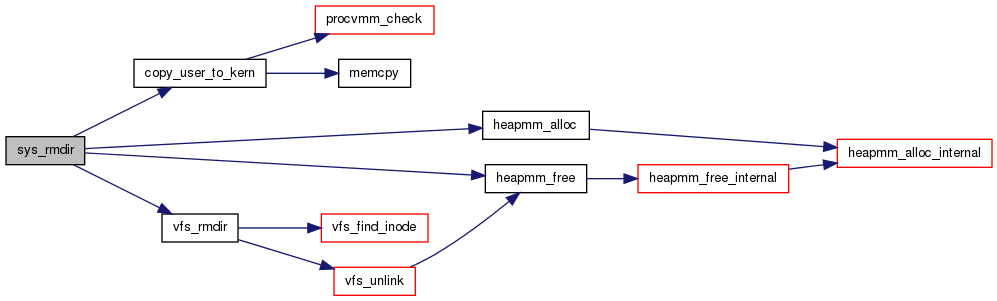 procvmm_check
copy_user_to_kern
memcpy
heapmm_alloc
sys_rmdir
heapmm_alloc_internal
heapmm_free
heapmm_free_internal
vfs_rmdir
vfs_find_inode
vfs_unlink